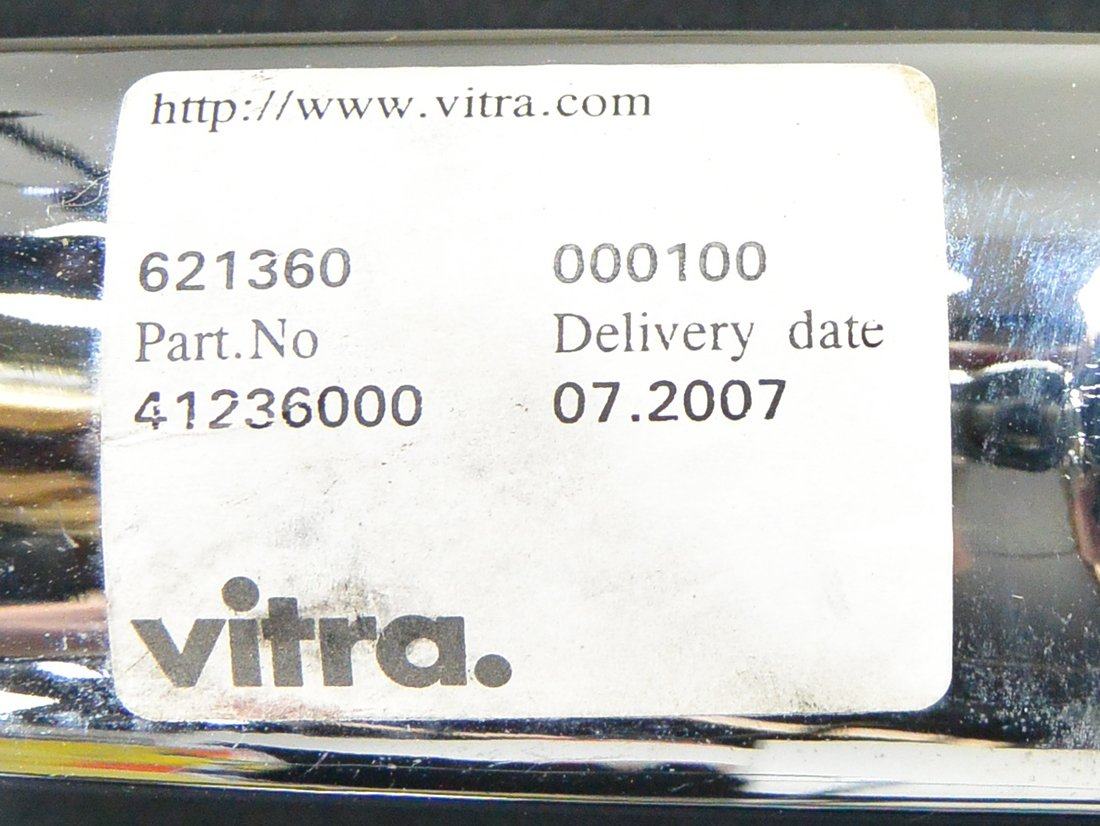 http://www.vitra.com
621360 000100
Part.No Delivery date
41236000 07.2007
vitra.